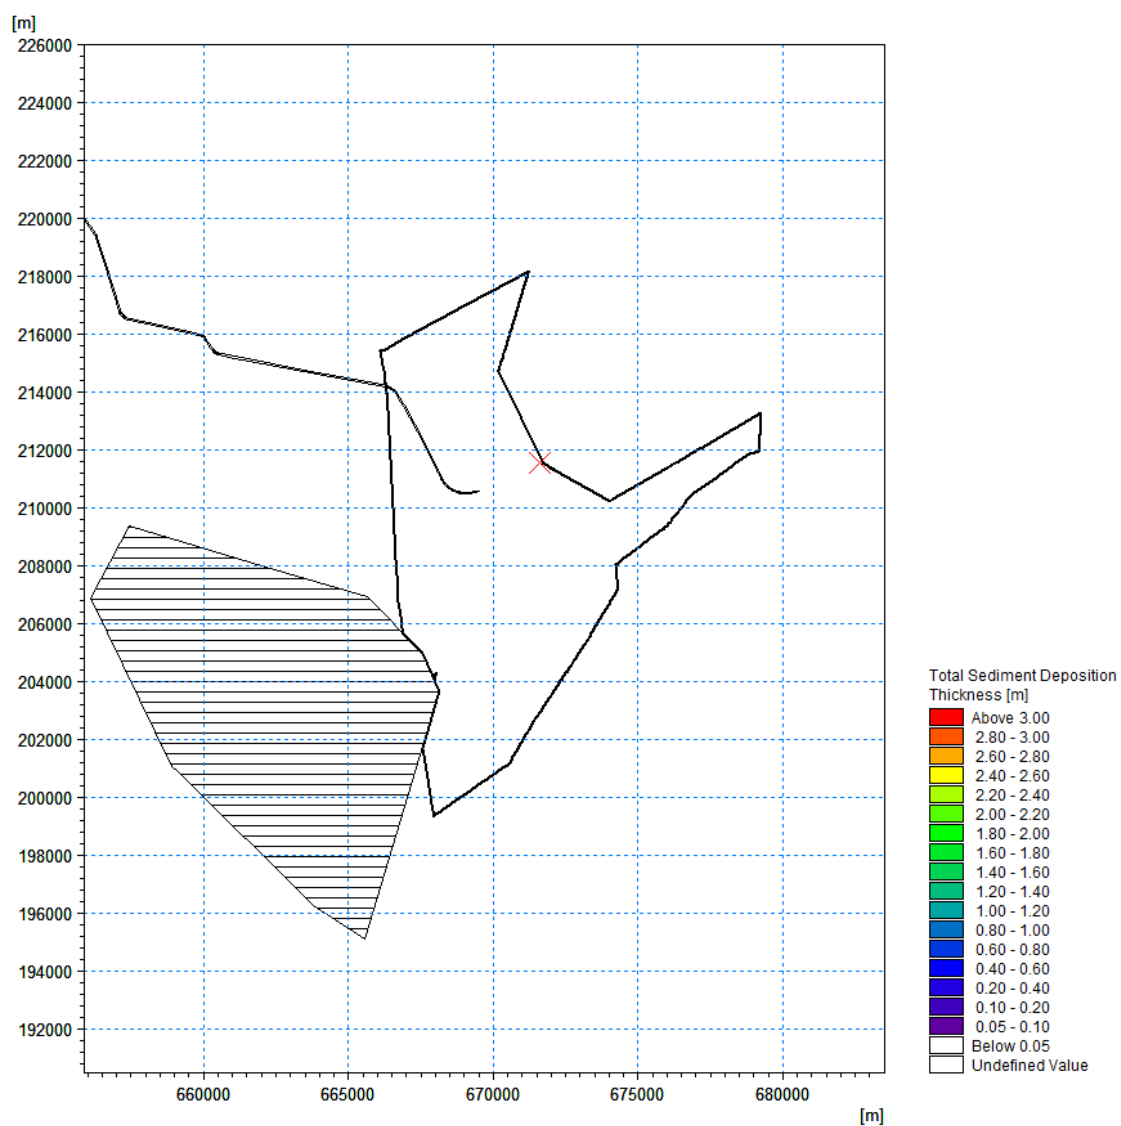 [m]
226000
224000
222000
220000
218000
216000
214000
212000
210000
208000
206000
204000
202000
200000
198000
196000
194000
192000
660000
665000
670000
675000
680000
[m]
Total Sediment Deposition
Thickness [m]
Above 3.00
2.80 - 3.00
2.60 - 2.80
2.40 - 2.60
2.20 - 2.40
2.00 - 2.20
1.80 - 2.00
1.60 - 1.80
1.40 - 1.60
1.20 - 1.40
1.00 - 1.20
0.80 - 1.00
0.60 - 0.80
0.40 - 0.60
0.20 - 0.40
0.10 - 0.20
0.05 - 0.10
Below 0.05
Undefined Value